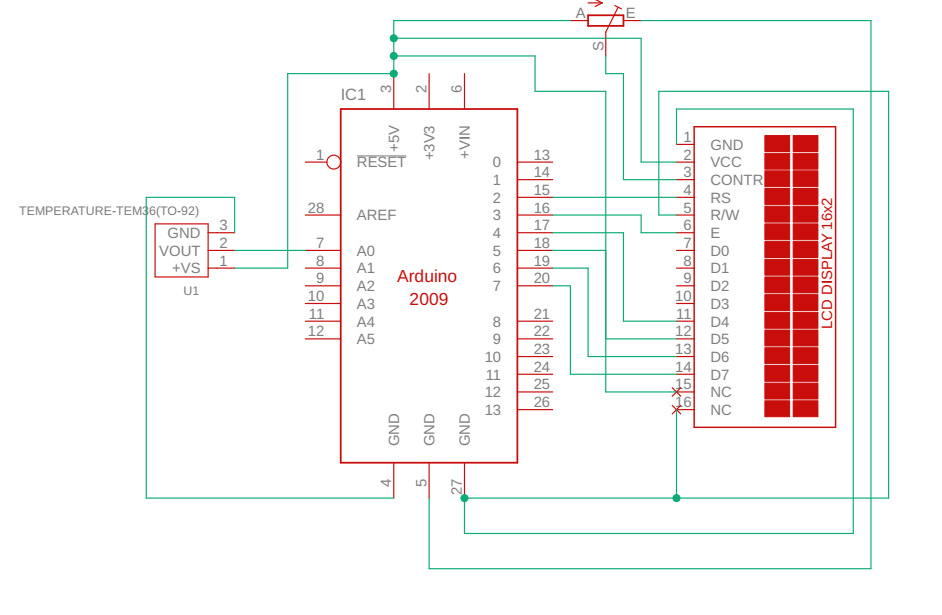 A
E
S
IC1
3
2
6
+5V
+3V3
+VIN
1
RESET
28
AREF
7
A0
8
A1
9
A2
10
A3
11
A4
12
A5
Arduino
2009
0
13
1
14
2
15
3
16
4
17
5
18
6
19
7
20
8
21
9
22
10
23
11
24
12
25
13
26
GND
GND
GND
4
5
27
TEMPERATURE-TEM36(TO-92)
GND
3
VOUT
2
+VS
1
U1
1
GND
2
VCC
3
CONTR
4
RS
5
R/W
6
E
7
D0
8
D1
9
D2
10
D3
11
D4
12
D5
13
D6
14
D7
15
NC
16
NC
LCD DISPLAY 16x2